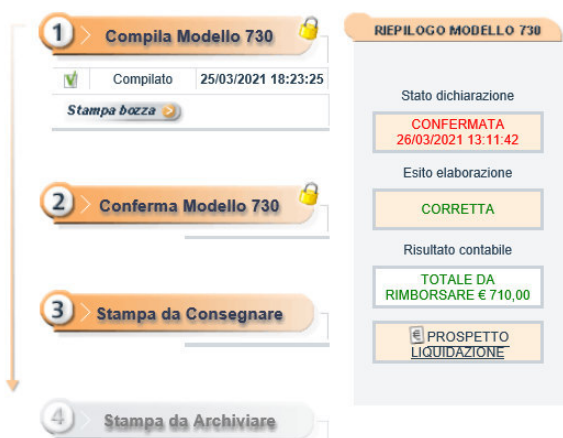 1 Compila Modello 730
Compilato 25/03/2021 18:23:25
Stampa bozza
2 Conferma Modello 730
3 Stampa da Consegnare
4 Stampa da Archiviare
RIEPILOGO MODELLO 730
Stato dichiarazione
CONFERMATA
26/03/2021 13:11:42
Esito elaborazione
CORRETTA
Risultato contabile
TOTALE DA
RIMBORSARE € 710,00
€ PROSPETTO
LIQUIDAZIONE